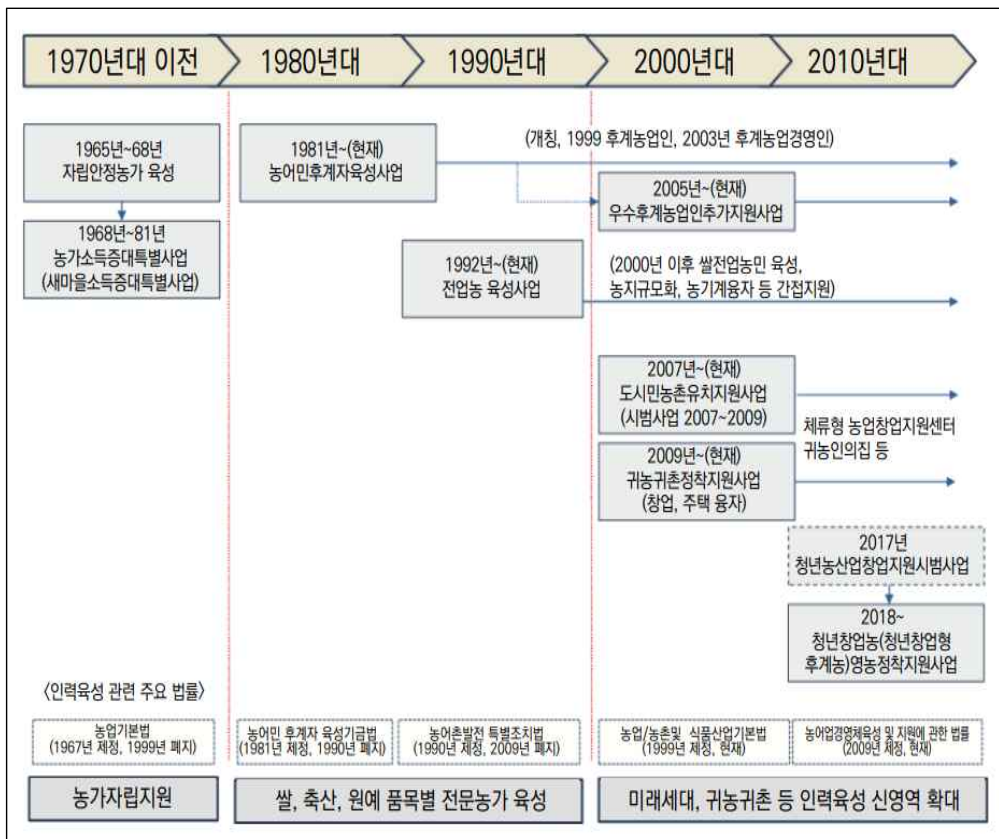 1970년대 이전
1980년대
1990년대
2000년대
2010년대
1965년~68년
자립안정농가 육성
1968년~81년
농가소득증대특별사업
(새마을소득증대특별사업)
1981년~(현재)
농어민후계자육성사업
(개칭, 1999 후계농업인, 2003년 후계농업경영인)
2005년~(현재)
우수후계농업인추가지원사업
1992년~(현재)
전업농 육성사업
(2000년 이후 쌀전업농민 육성,
농지규모화, 농기계융자 등 간접지원)
2007년~(현재)
도시민농촌유치지원사업
(시범사업 2007~2009)
체류형 농업창업지원센터
귀농인의집 등
2009년~(현재)
귀농귀촌정착지원사업
(창업, 주택 융자)
2017년
청년농산업창업지원시범사업
2018~
청년창업농(청년창업형
후계농)영농정착지원사업
〈인력육성 관련 주요 법률〉
농업기본법
(1967년 제정, 1999년 폐지)
농어민 후계자 육성기금법
(1981년 제정, 1990년 폐지)
농어촌발전 특별조치법
(1990년 제정, 2009년 폐지)
농업/농촌및 식품산업기본법
(1999년 제정, 현재)
농어업경영체육성 및 지원에 관한 법률
(2009년 제정, 현재)
농가자립지원
쌀, 축산, 원예 품목별 전문농가 육성
미래세대, 귀농귀촌 등 인력육성 신영역 확대